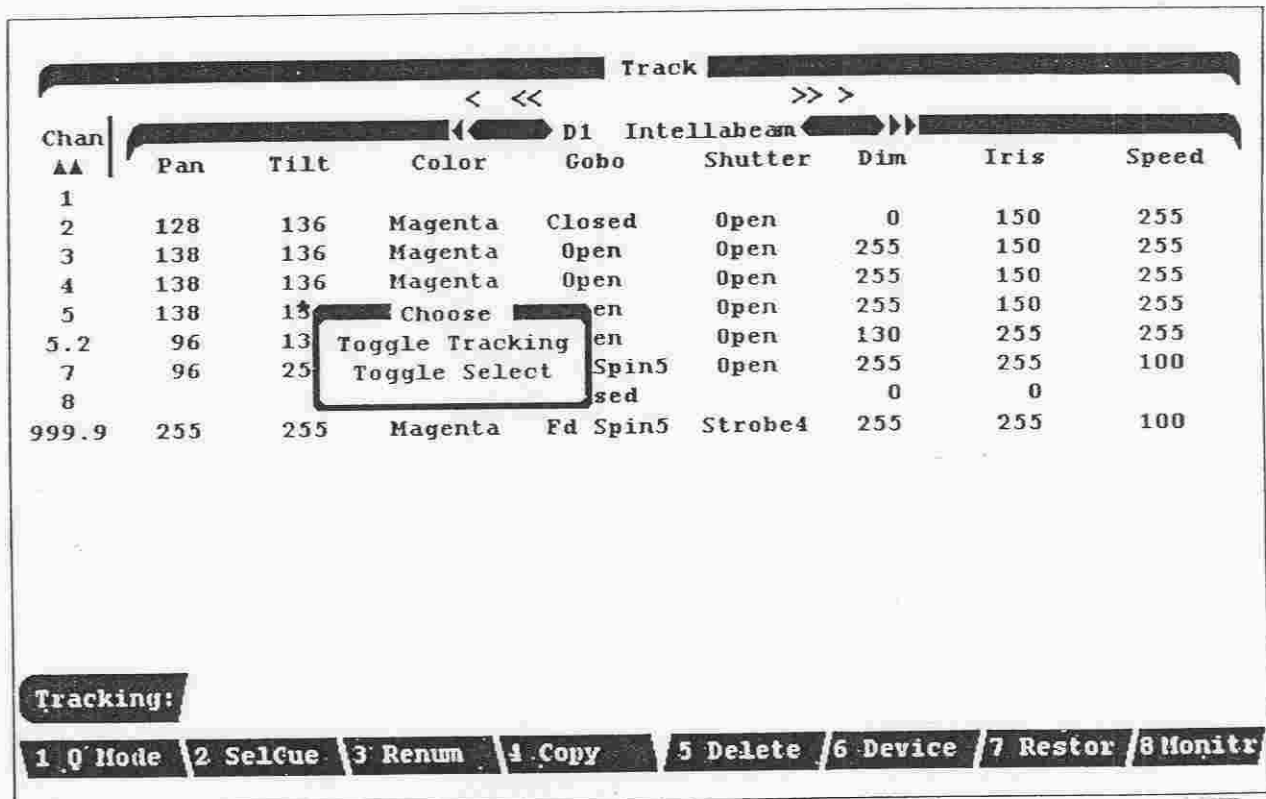 Track
< << >> >
Chan D1 Intellabeam
Pan Tilt Color Gobo Shutter Dim Iris Speed
1
2 128 136 Magenta Closed Open 0 150 255
3 138 136 Magenta Open Open 255 150 255
4 138 136 Magenta Open Open 255 150 255
5 138 13 Choose en Open 255 150 255
5.2 96 13 Toggle Tracking en Open 130 255 255
7 96 25 Toggle Select Spin5 Open 255 255 100
8 sed 0 0
999.9 255 255 Magenta Fd Spin5 Strobe4 255 255 100
Tracking:
1 Q Mode 2 SelCue 3 Renum 4 Copy 5 Delete 6 Device 7 Restor 8 Monitr